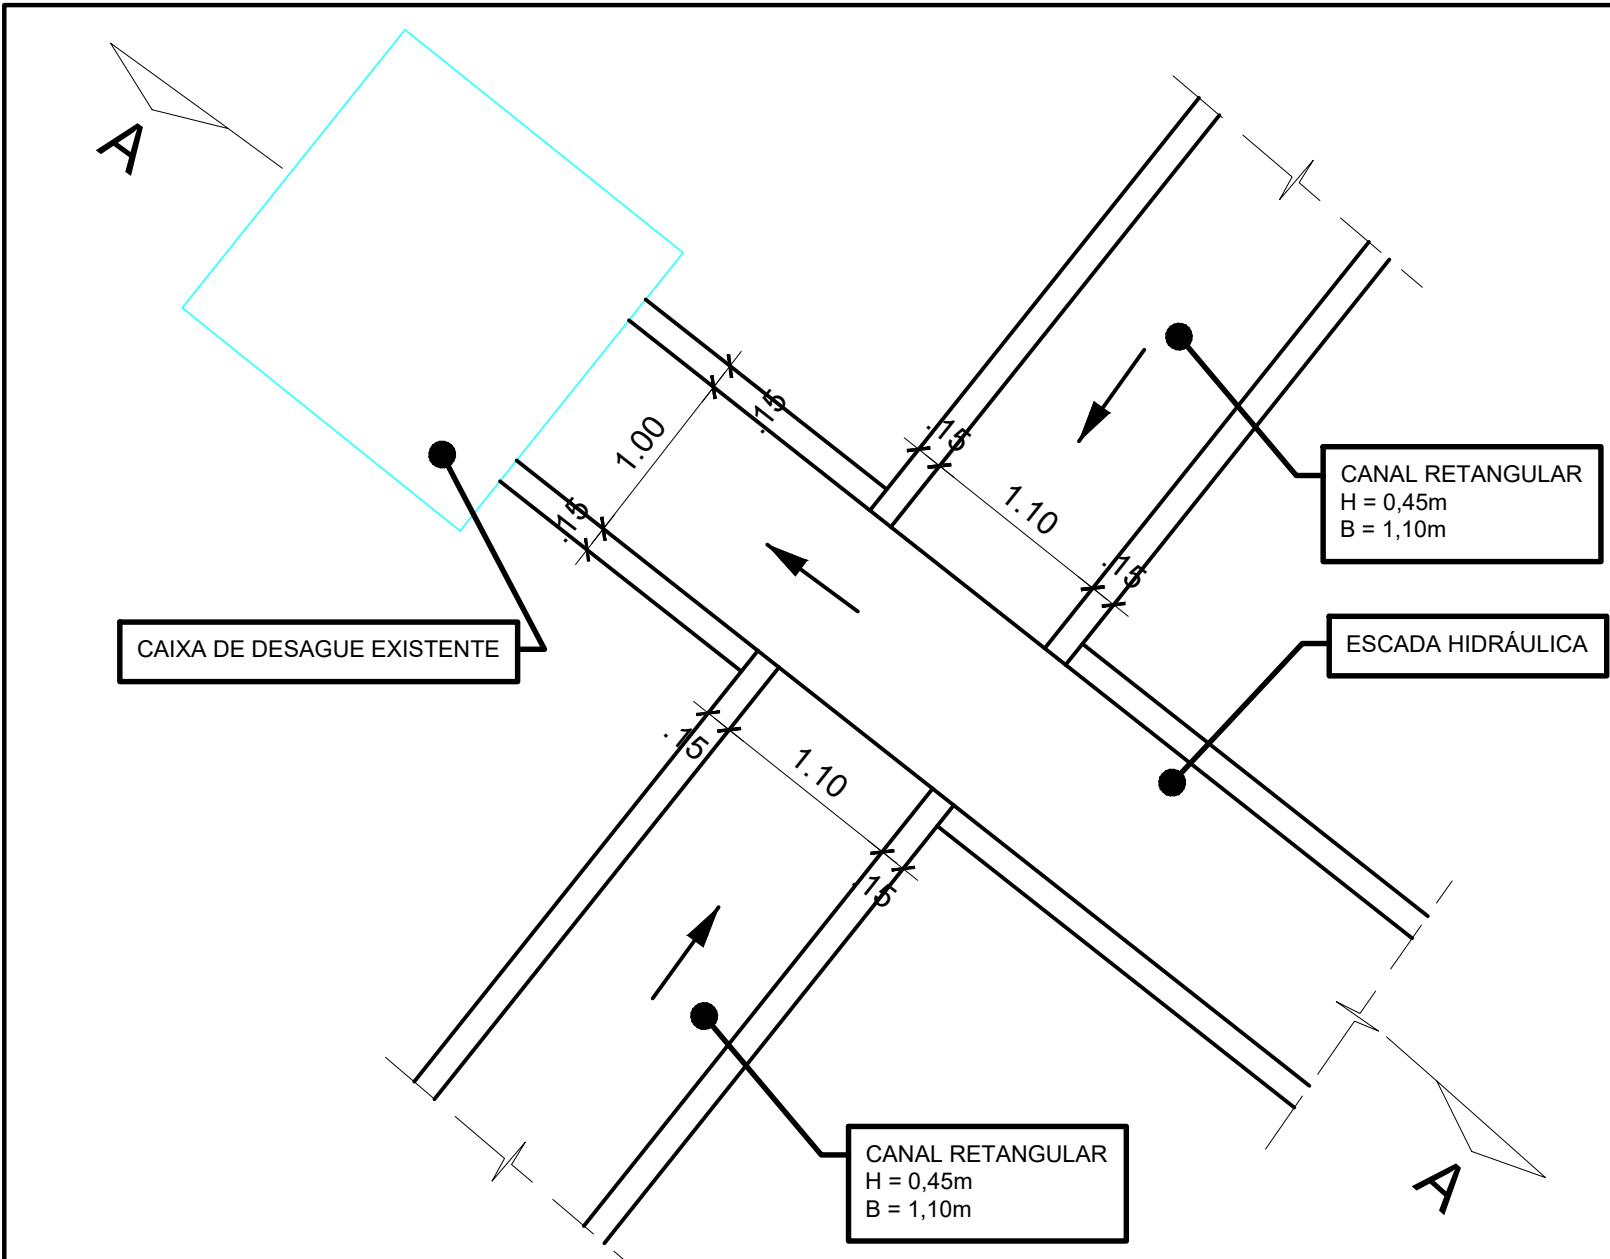 A
.15
1.00
.15
.15
1.10
.15
CANAL RETANGULAR
H = 0,45m
B = 1,10m
CAIXA DE DESAGUE EXISTENTE
ESCADA HIDRÁULICA
.15
1.10
.15
CANAL RETANGULAR
H = 0,45m
B = 1,10m
A